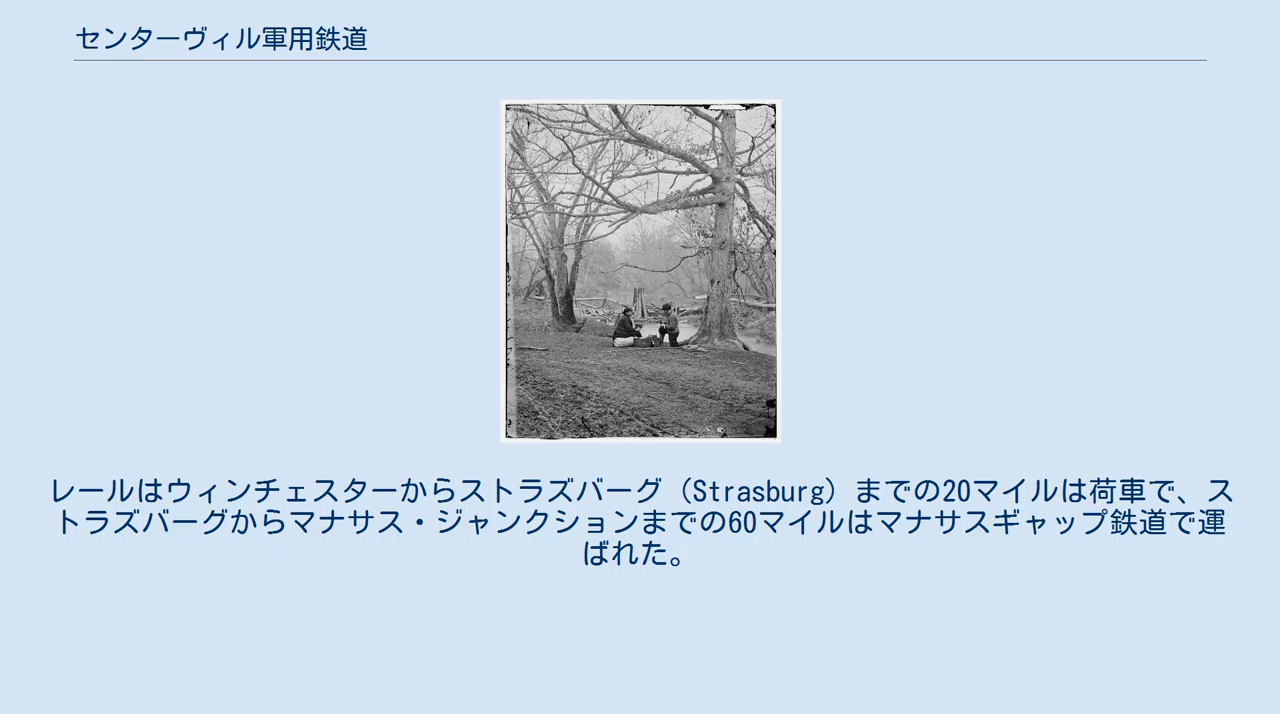 センターヴィル軍用鉄道
レールはウィンチェスターからストラズバーグ（Strasburg）までの20マイルは荷車で、ス
トラズバーグからマナサス・ジャンクションまでの60マイルはマナサスギャップ鉄道で運
ばれた。